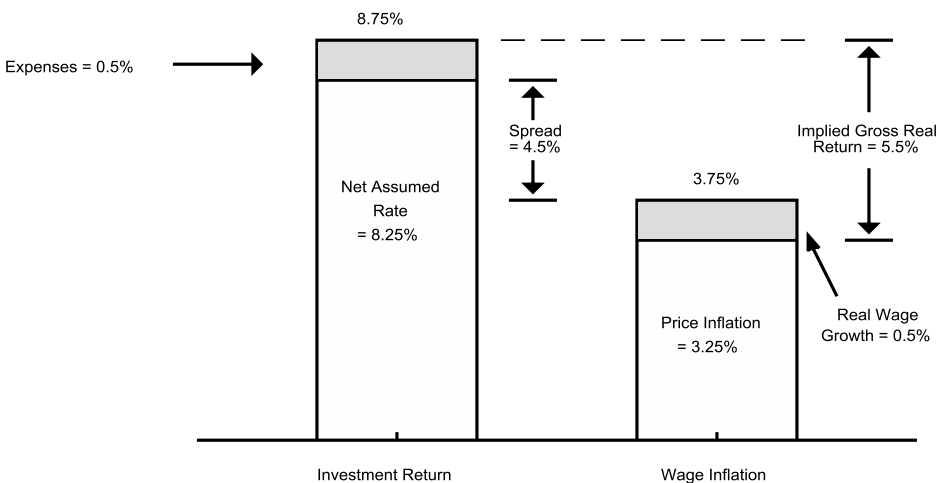 8.75%
Expenses = 0.5%
Spread
= 4.5%
Implied Gross Real
Return = 5.5%
Net Assumed
Rate
= 8.25%
3.75%
Price Inflation
= 3.25%
Real Wage
Growth = 0.5%
Investment Return
Wage Inflation